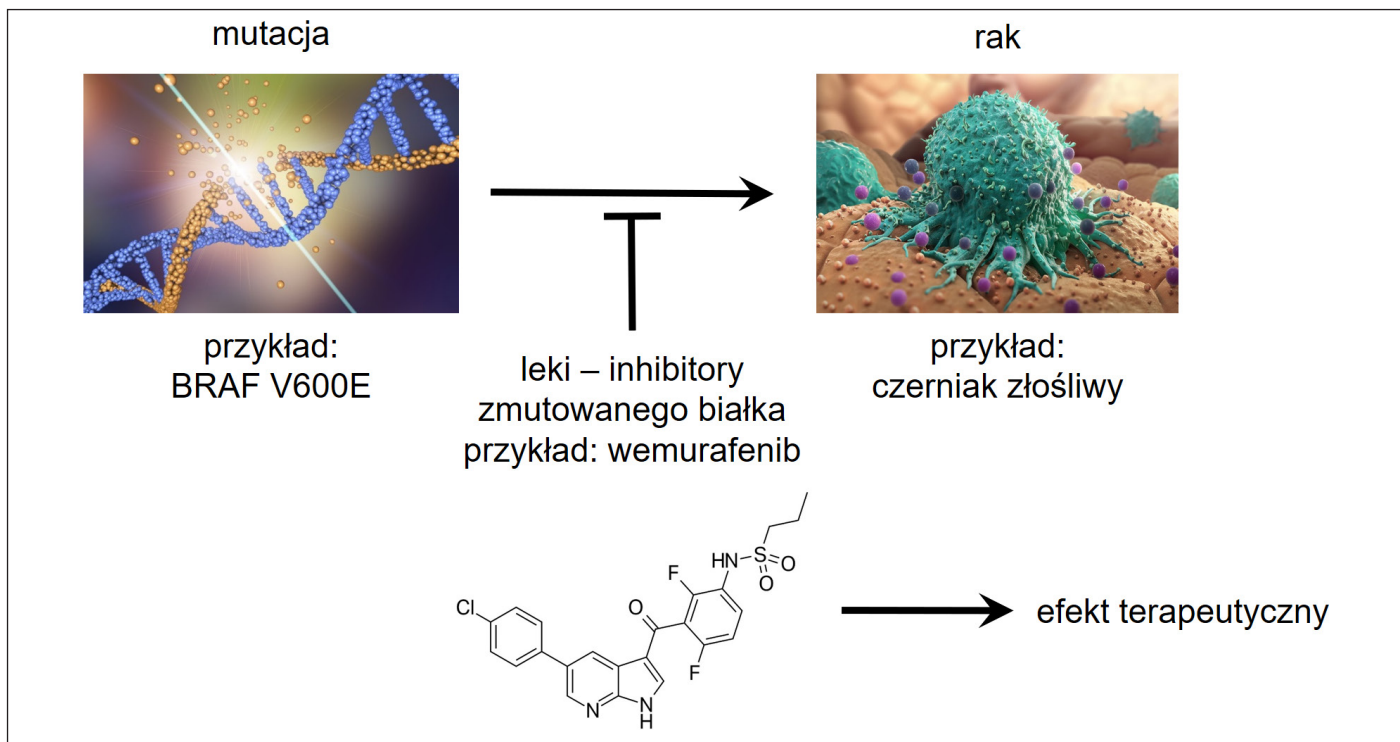 mutacja
rak
przykład:
BRAF V600E
leki – inhibitory
zmutowanego białka
przykład: wemurafenib
przykład:
czerniak złośliwy
HN
S
O
O
F
O
Cl
F
N
N
H
efekt terapeutyczny